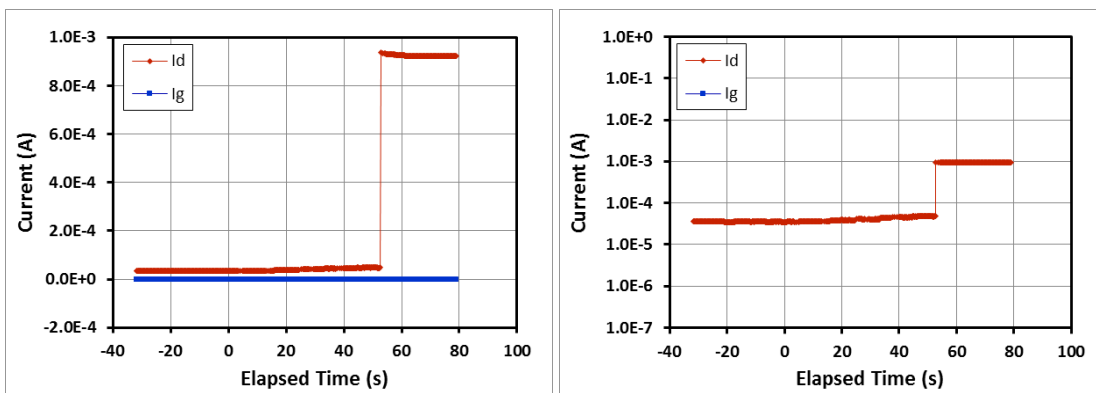 1.0E-3
8.0E-4
6.0E-4
4.0E-4
2.0E-4
0.0E+0
-2.0E-4
Current (A)
Id
Ig
-40 -20 0 20 40 60 80 100
Elapsed Time (s)
1.0E+0
1.0E-1
1.0E-2
1.0E-3
1.0E-4
1.0E-5
1.0E-6
1.0E-7
Current (A)
Id
Ig
-40 -20 0 20 40 60 80 100
Elapsed Time (s)